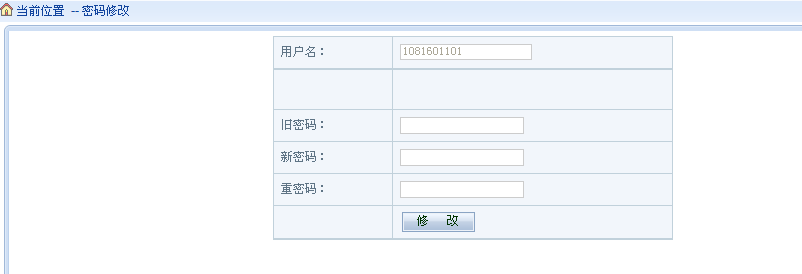 当前位置 -- 密码修改
用户名： 1081601101
旧密码：
新密码：
重密码：
修 改